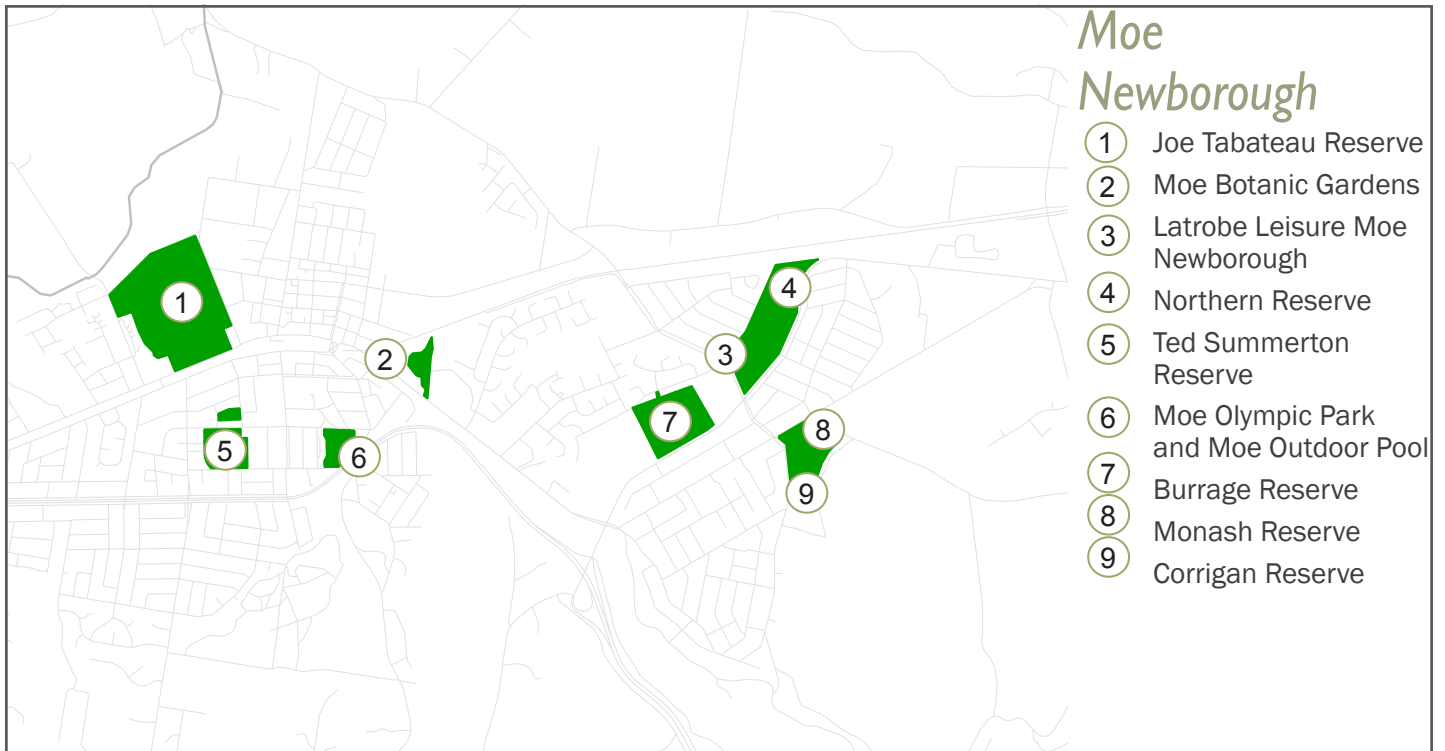 Moe
Newborough
1 Joe Tabateau Reserve
2 Moe Botanic Gardens
3 Latrobe Leisure Moe
Newborough
4 Northern Reserve
5 Ted Summerton
Reserve
6 Moe Olympic Park
and Moe Outdoor Pool
7 Burrage Reserve
8 Monash Reserve
9 Corrigan Reserve
1
2
3
4
5
6
7
8
9